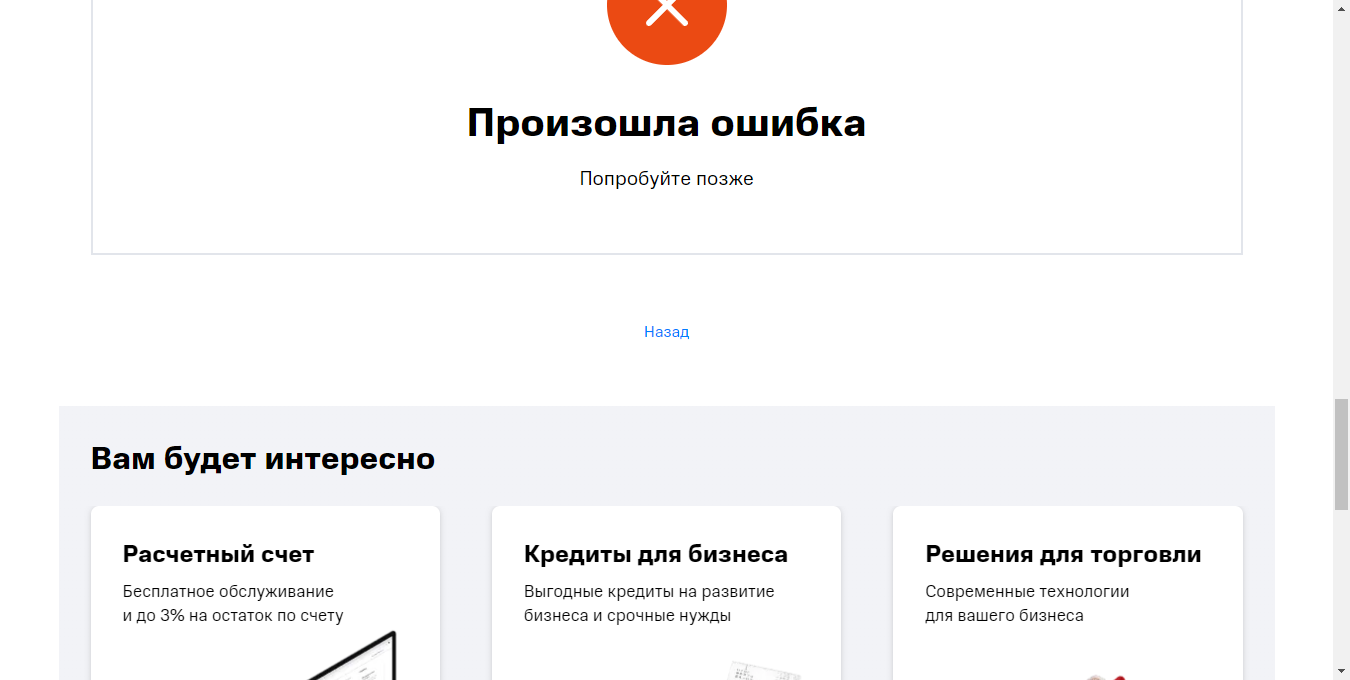 Произошла ошибка
Попробуйте позже
Назад
Вам будет интересно
Расчетный счет
Бесплатное обслуживание
и до 3% на остаток по счету
Кредиты для бизнеса
Выгодные кредиты на развитие
бизнеса и срочные нужды
Решения для торговли
Современные технологии
для вашего бизнеса